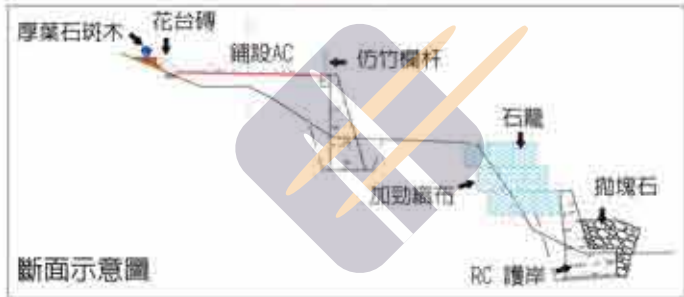 厚葉石斑木
花台磚
鋪設AC
仿竹欄杆
石籠
加勁織布
拋塊石
RC 護岸
斷面示意圖